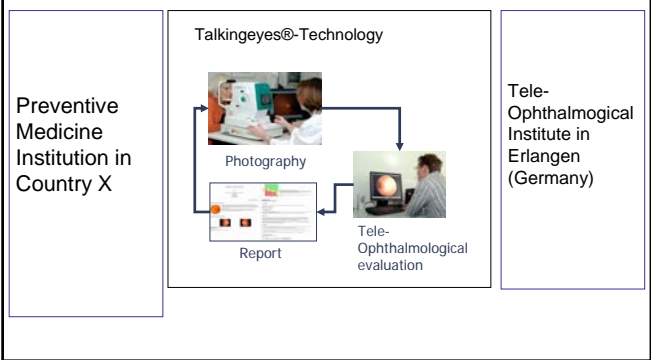 Talkingeyes®-Technology
Preventive
Medicine
Institution in
Country X
Photography
Report
Tele-
Ophthalmological
evaluation
Tele-
Ophthalmogical
Institute in
Erlangen
(Germany)